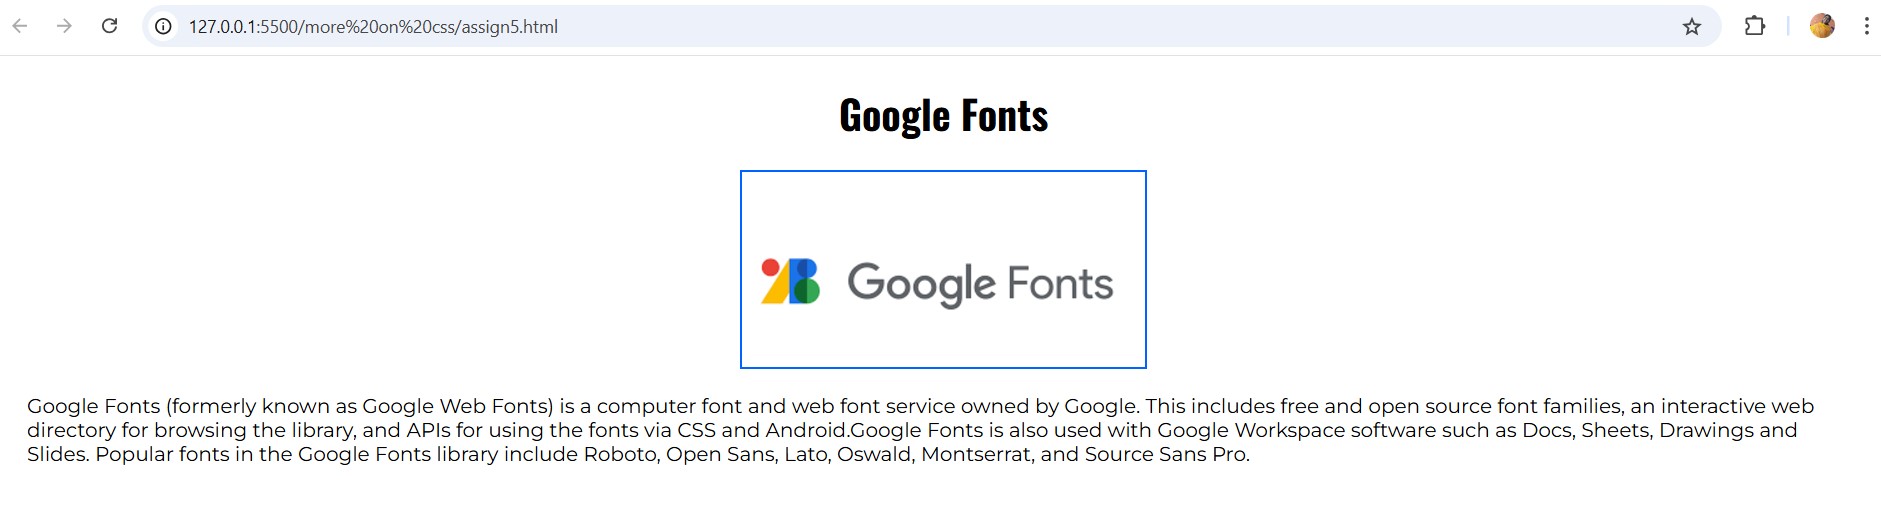 127.0.0.1:5500/more%20on%20css/assign5.html
Google Fonts
Google Fonts
Google Fonts (formerly known as Google Web Fonts) is a computer font and web font service owned by Google. This includes free and open source font families, an interactive web
directory for browsing the library, and APIs for using the fonts via CSS and Android.Google Fonts is also used with Google Workspace software such as Docs, Sheets, Drawings and
Slides. Popular fonts in the Google Fonts library include Roboto, Open Sans, Lato, Oswald, Montserrat, and Source Sans Pro.